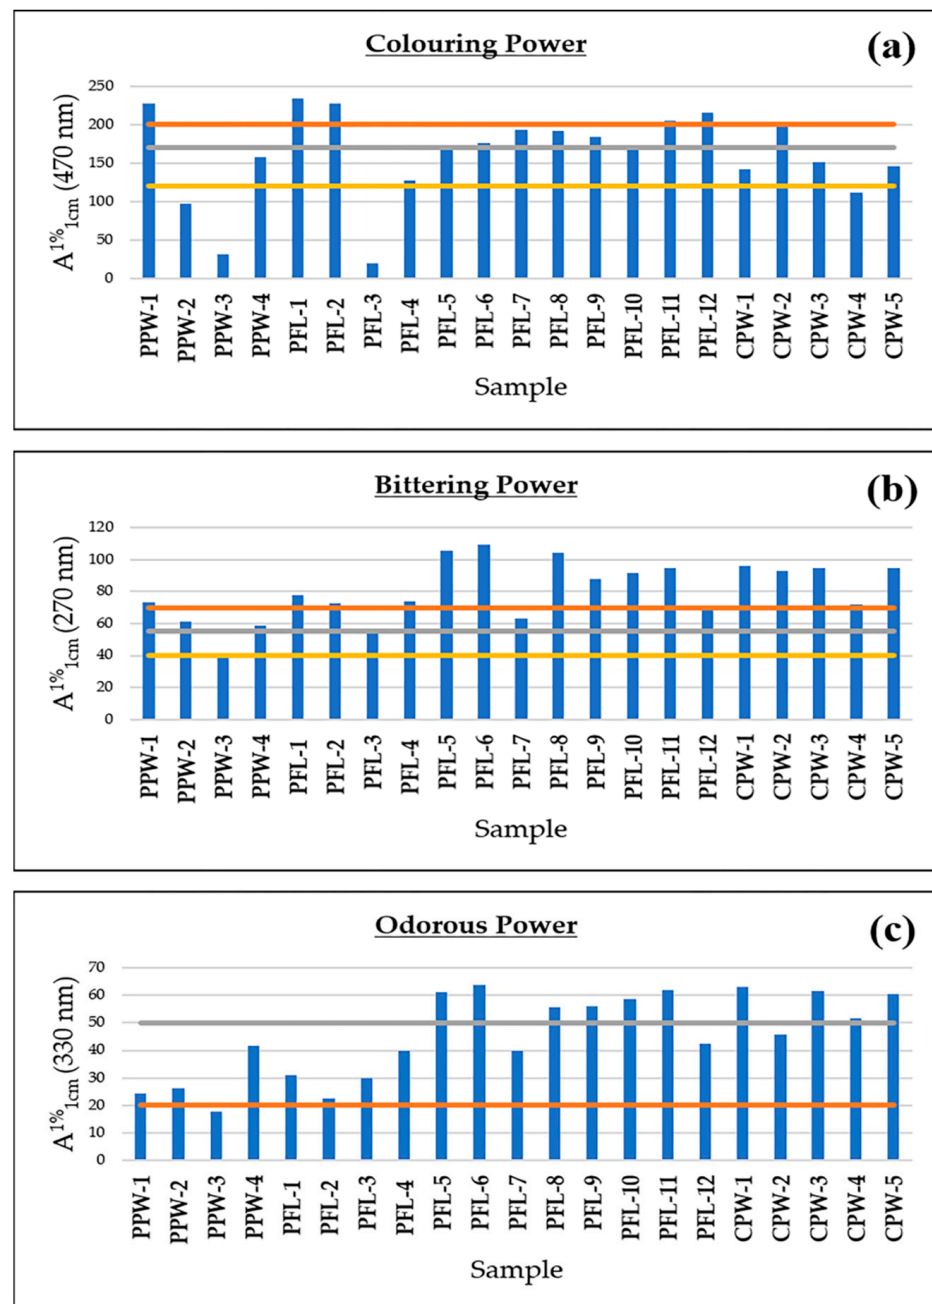 Colouring Power
(a)
A1%1cm (470 nm)
250
200
150
100
50
0
PPW-1 PPW-2 PPW-3 PPW-4 PFL-1 PFL-2 PFL-3 PFL-4 PFL-5 PFL-6 PFL-7 PFL-8 PFL-9 PFL-10 PFL-11 PFL-12 CPW-1 CPW-2 CPW-3 CPW-4 CPW-5
Sample
Bittering Power
(b)
A1%1cm (270 nm)
120
100
80
60
40
20
0
PPW-1 PPW-2 PPW-3 PPW-4 PFL-1 PFL-2 PFL-3 PFL-4 PFL-5 PFL-6 PFL-7 PFL-8 PFL-9 PFL-10 PFL-11 PFL-12 CPW-1 CPW-2 CPW-3 CPW-4 CPW-5
Sample
Odorous Power
(c)
A1%1cm (330 nm)
70
60
50
40
30
20
10
0
PPW-1 PPW-2 PPW-3 PPW-4 PFL-1 PFL-2 PFL-3 PFL-4 PFL-5 PFL-6 PFL-7 PFL-8 PFL-9 PFL-10 PFL-11 PFL-12 CPW-1 CPW-2 CPW-3 CPW-4 CPW-5
Sample